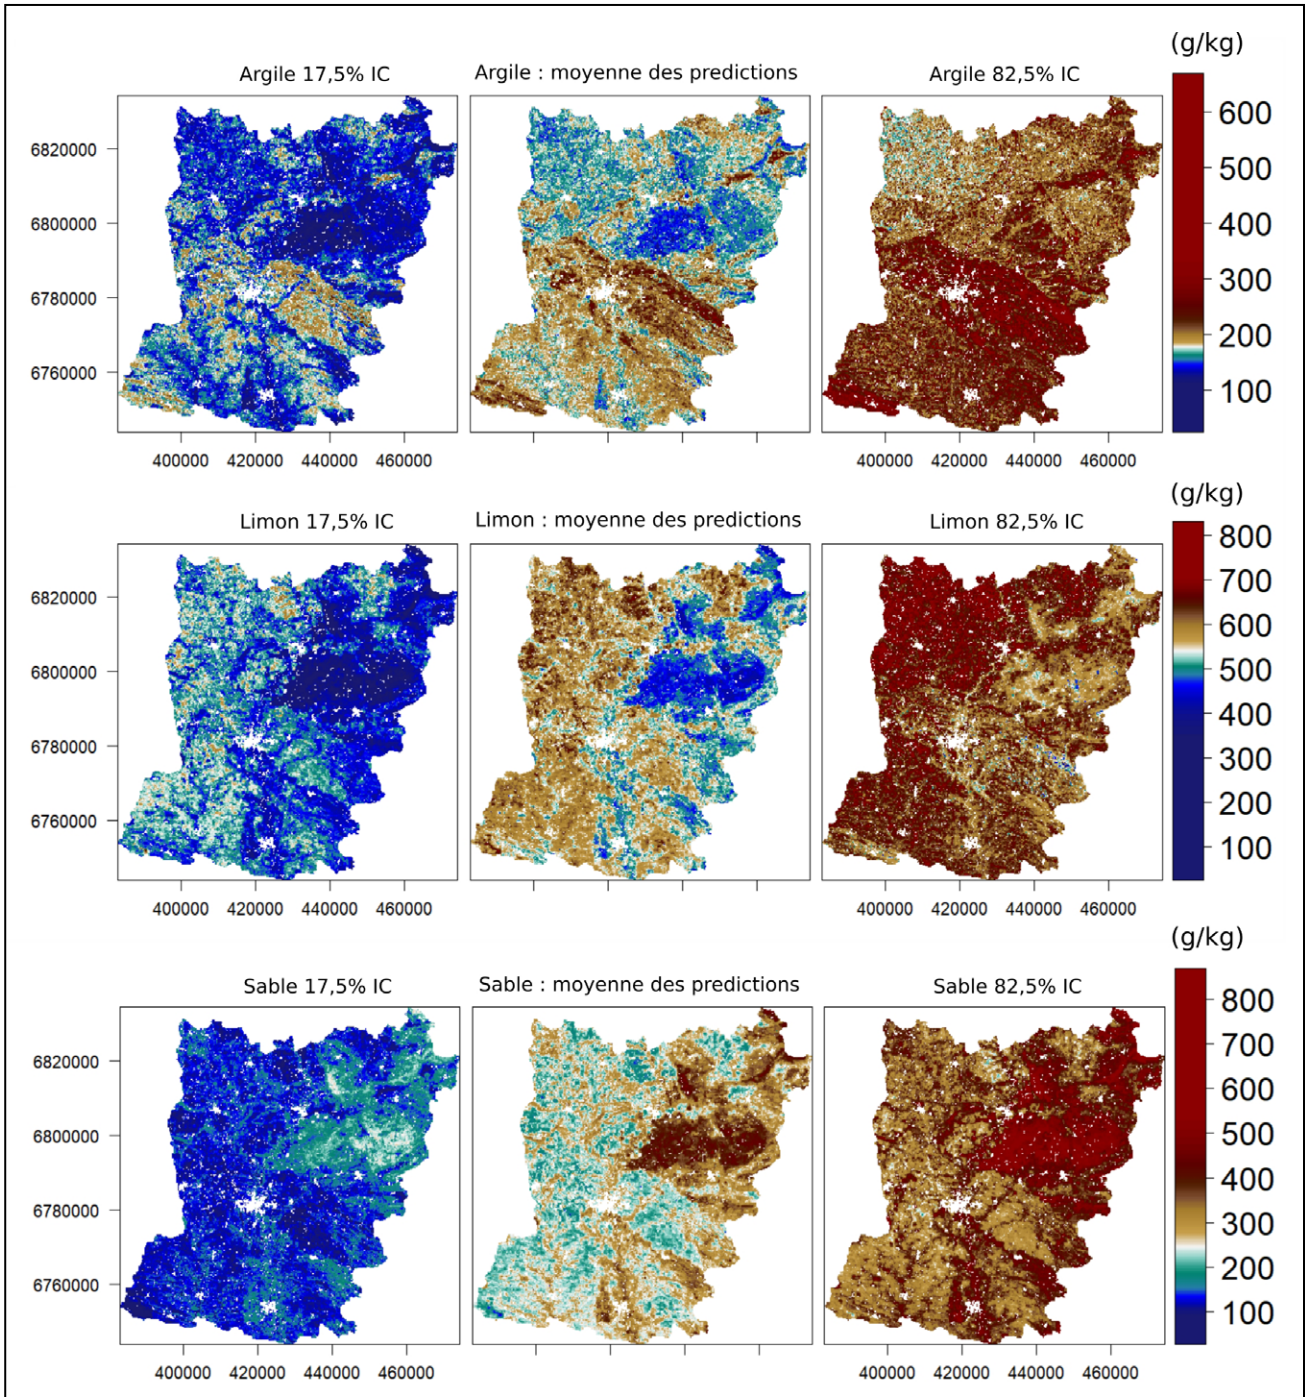 (g/kg)
Argile 17,5% IC
Argile : moyenne des predictions
Argile 82,5% IC
6820000
6800000
6780000
6760000
600
500
400
300
200
100
400000 420000 440000 460000
400000 420000 440000 460000
(g/kg)
Limon 17,5% IC
Limon : moyenne des predictions
Limon 82,5% IC
6820000
6800000
6780000
6760000
800
700
600
500
400
300
200
100
400000 420000 440000 460000
400000 420000 440000 460000
(g/kg)
Sable 17,5% IC
Sable : moyenne des predictions
Sable 82,5% IC
6820000
6800000
6780000
6760000
800
700
600
500
400
300
200
100
400000 420000 440000 460000
400000 420000 440000 460000